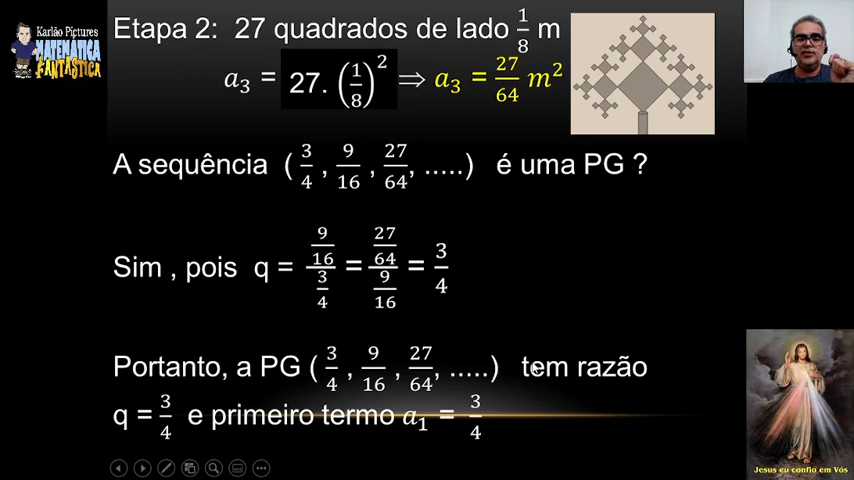 Karlão Pictures
MATEMÁTICA
FANTÁSTICA
Etapa 2: 27 quadrados de lado 1/8 m
a₃ = 27. (1/8)² ⟹ a₃ = 27/64 m²
A sequência ( 3/4 , 9/16 , 27/64, .....) é uma PG ?
Sim , pois q = (9/16)/(3/4) = (27/64)/(9/16) = 3/4
Portanto, a PG ( 3/4 , 9/16 , 27/64, .....) tem razão
q = 3/4 e primeiro termo a₁ = 3/4
Jesus eu confio em Vós